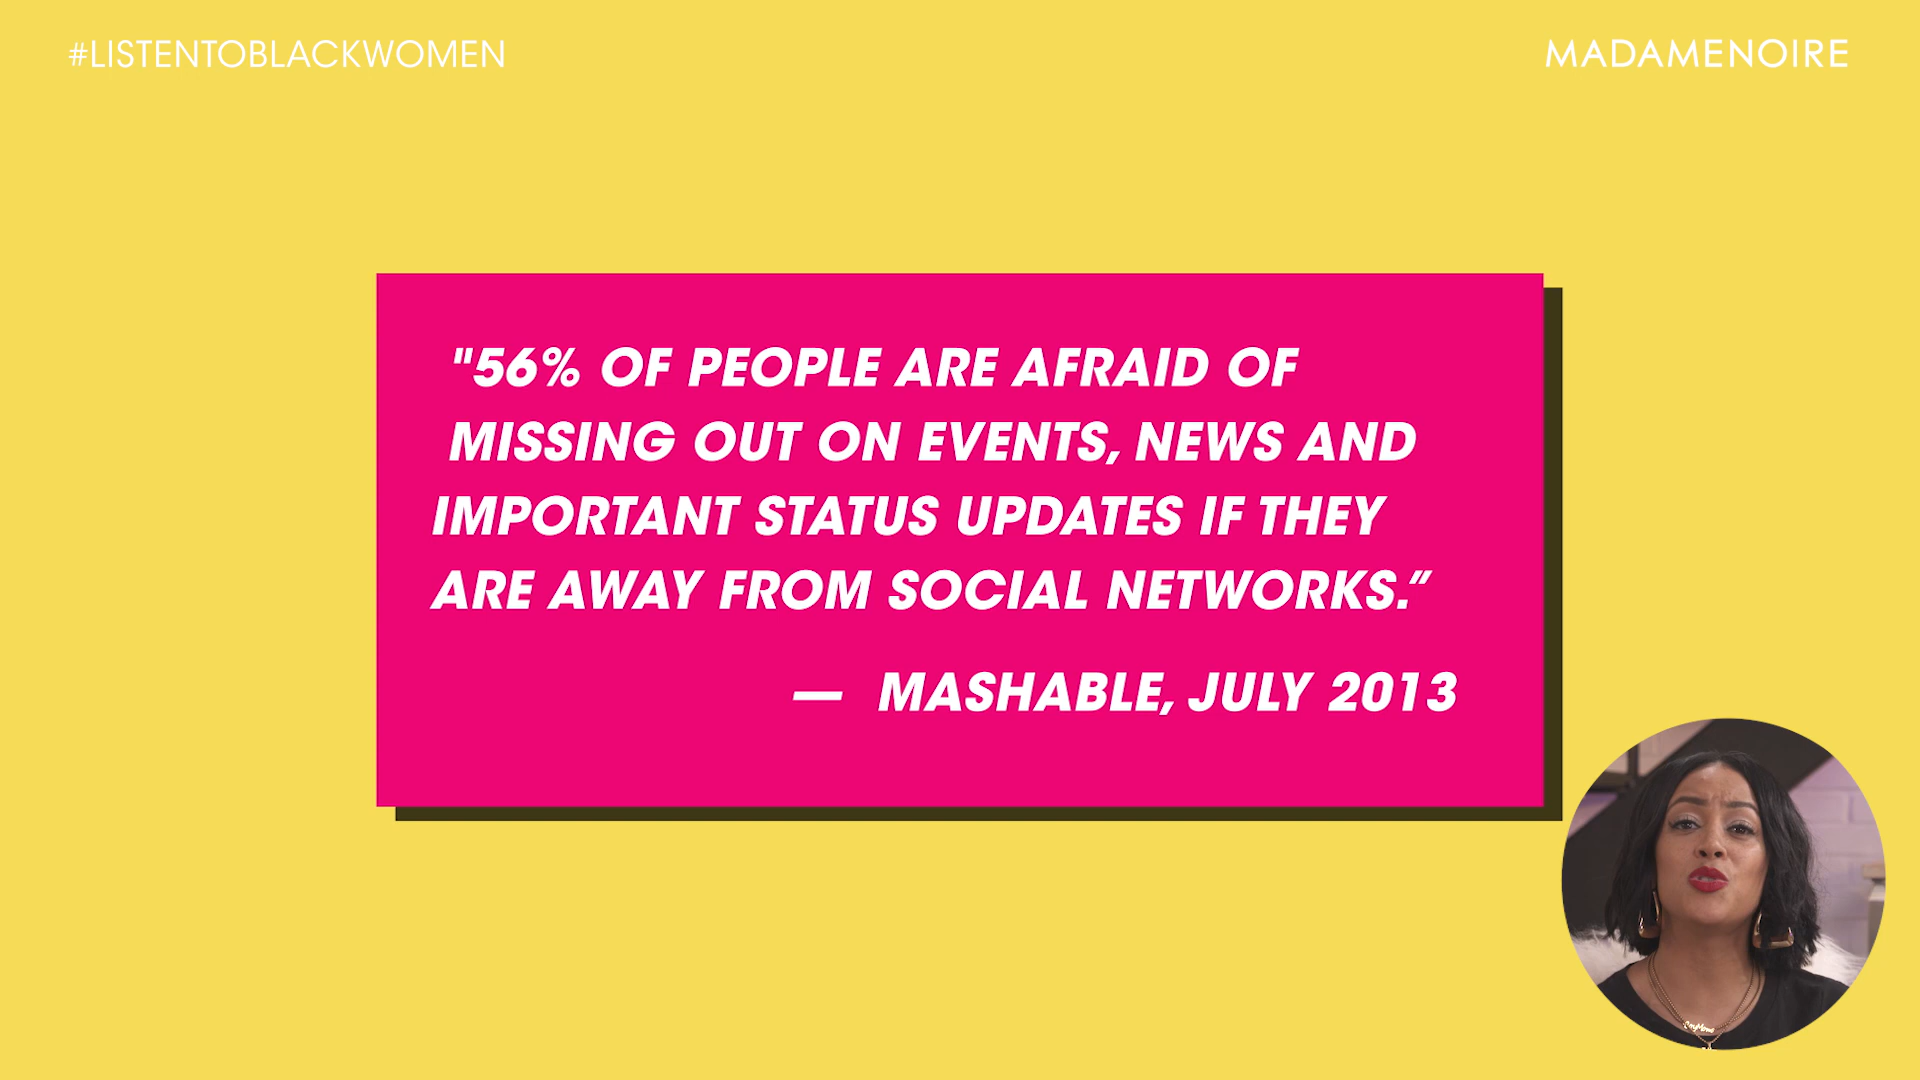 #LISTENTOBLACKWOMEN
MADAMENOIRE
"56% OF PEOPLE ARE AFRAID OF
MISSING OUT ON EVENTS, NEWS AND
IMPORTANT STATUS UPDATES IF THEY
ARE AWAY FROM SOCIAL NETWORKS.”
— MASHABLE, JULY 2013